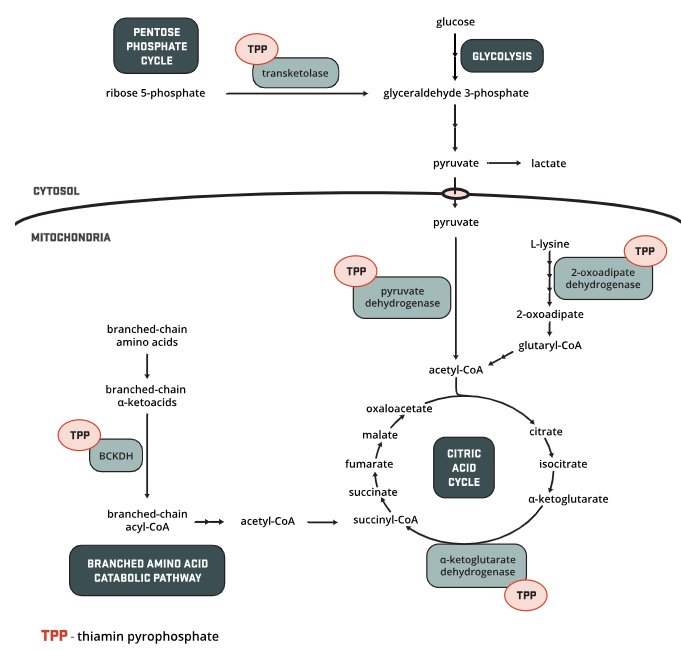 glucose
PENTOSE
PHOSPHATE
CYCLE
TPP
transketolase
GLYCOLYSIS
ribose 5-phosphate
glyceraldehyde 3-phosphate
pyruvate
lactate
CYTOSOL
MITOCHONDRIA
pyruvate
L-lysine
TPP
2-oxoadipate
dehydrogenase
TPP
pyruvate
dehydrogenase
2-oxoadipate
glutaryl-CoA
acetyl-CoA
branched-chain
amino acids
branched-chain
α-ketoacids
TPP
BCKDH
branched-chain
acyl-CoA
acetyl-CoA
BRANCHED AMINO ACID
CATABOLIC PATHWAY
oxaloacetate
malate
fumarate
succinate
succinyl-CoA
CITRIC
ACID
CYCLE
citrate
isocitrate
α-ketoglutarate
α-ketoglutarate
dehydrogenase
TPP
TPP - thiamin pyrophosphate